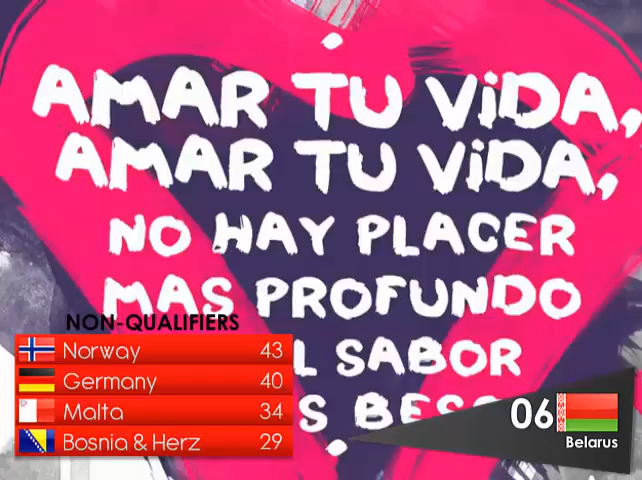 AMAR TU ViDA,
AMAR TU ViDA,
NO HAY PLACER
MAS PROFUNDO
L SABOR
S BES
NON-QUALIFIERS
Norway 43
Germany 40
Malta 34
Bosnia & Herz 29
06
Belarus